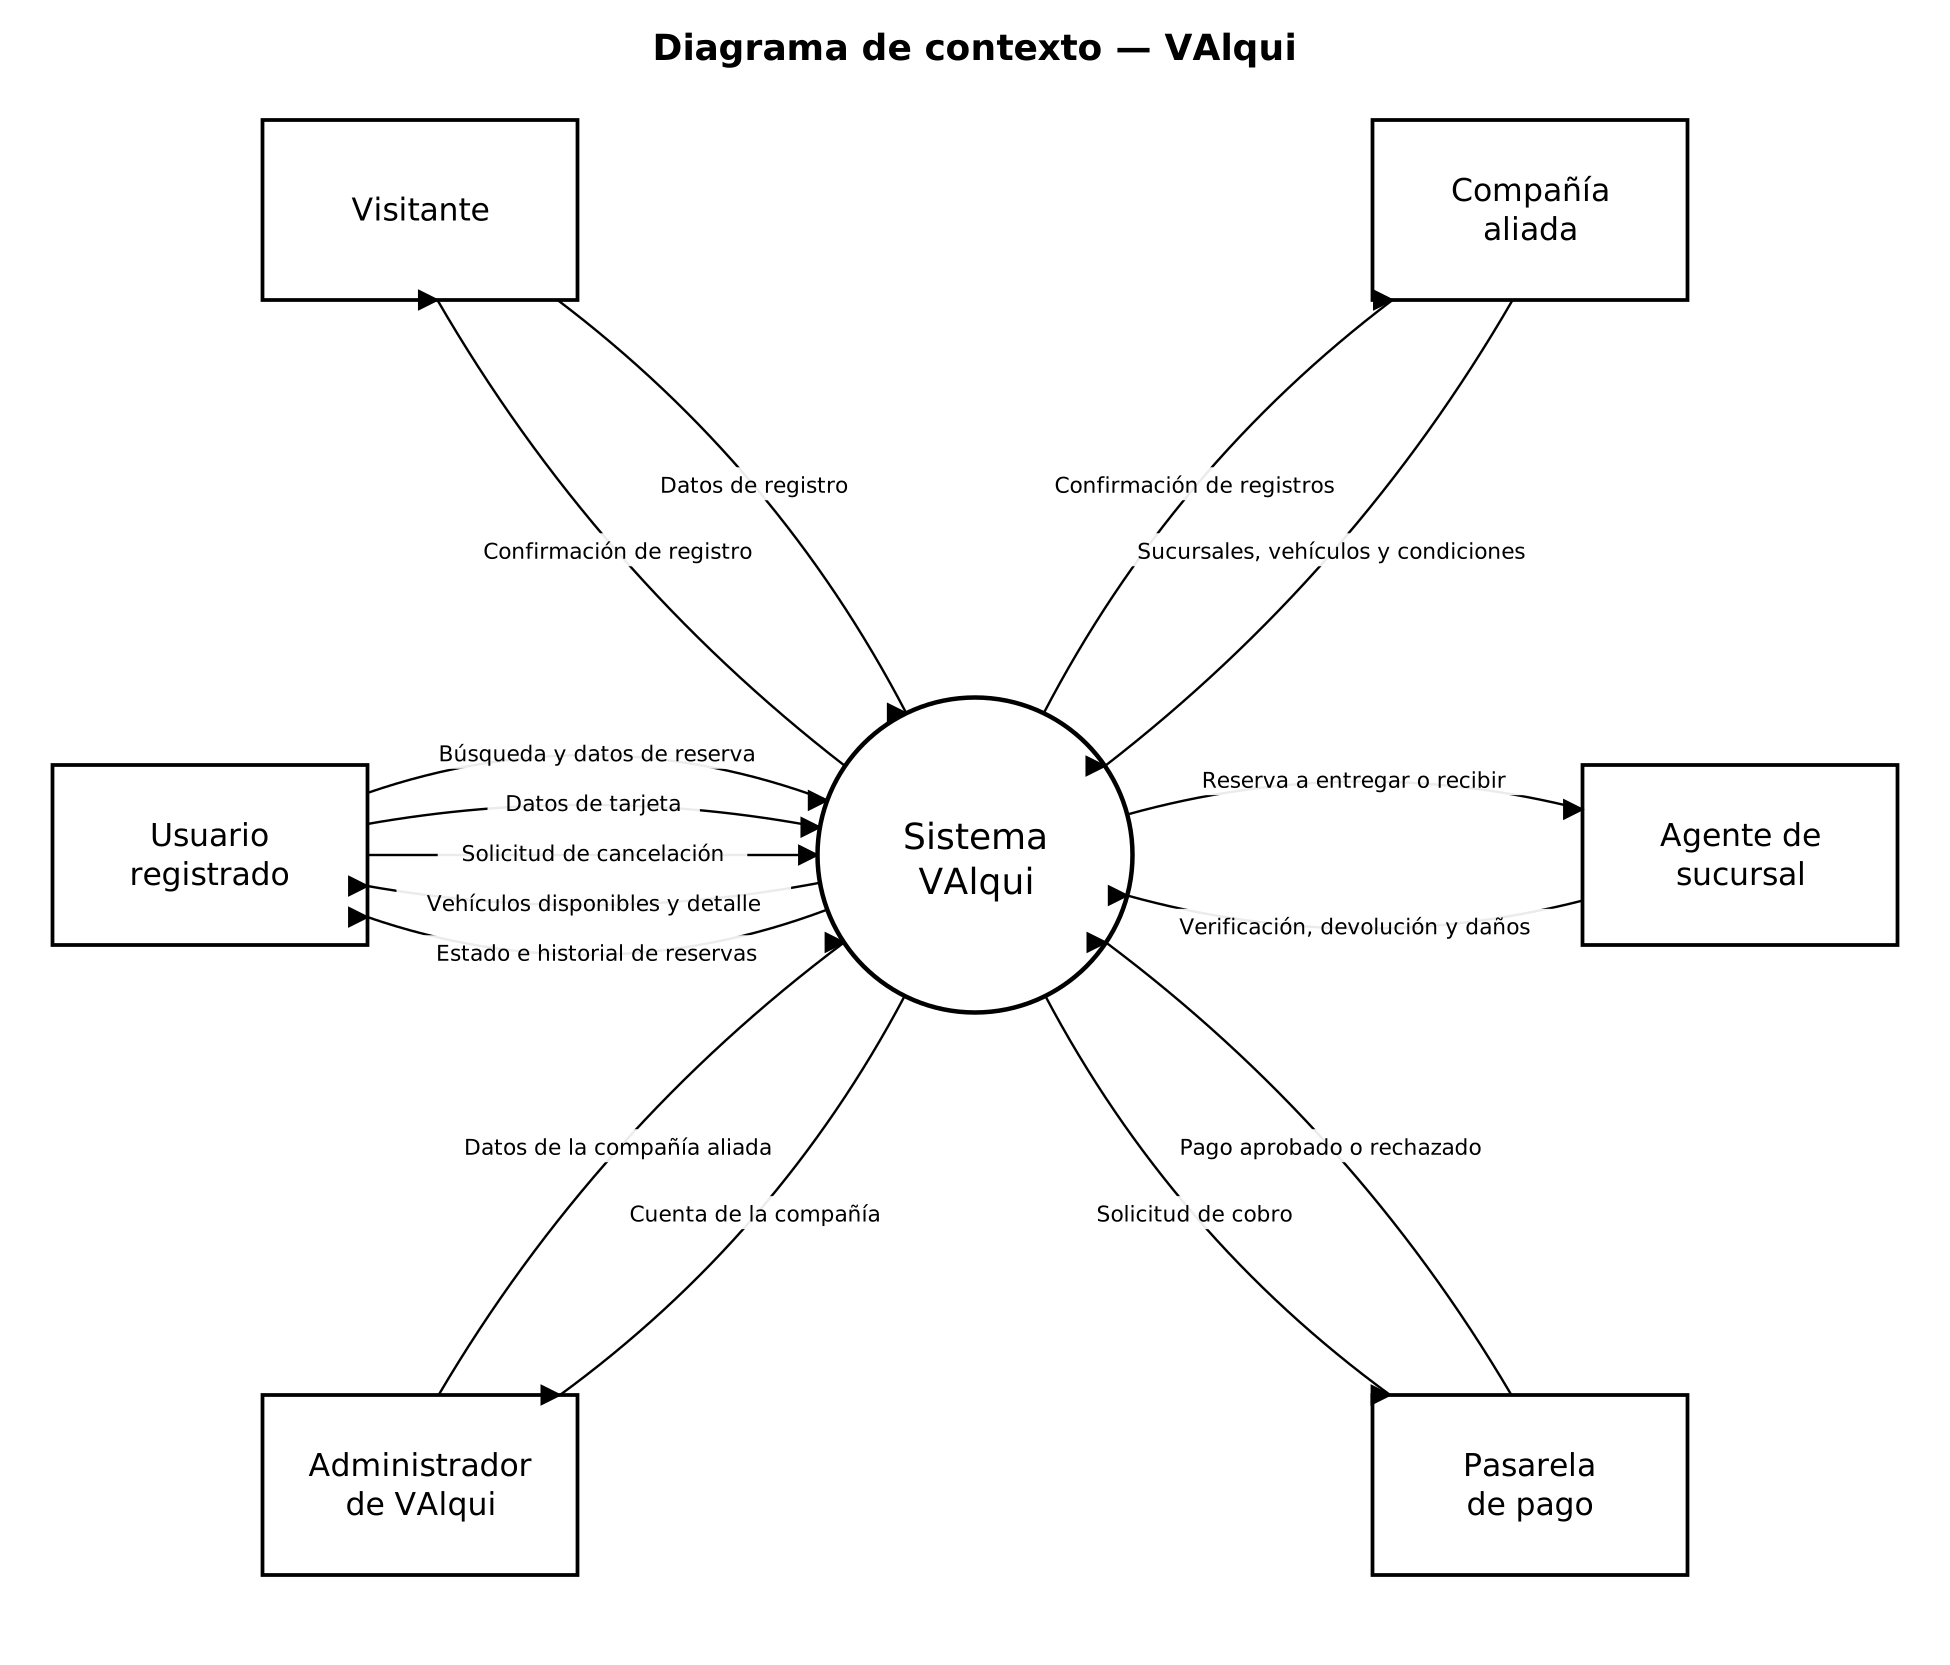 Diagrama de contexto — VAlqui
Visitante
Compañía
aliada
Datos de registro
Confirmación de registros
Confirmación de registro
Sucursales, vehículos y condiciones
Búsqueda y datos de reserva
Datos de tarjeta
Solicitud de cancelación
Vehículos disponibles y detalle
Estado e historial de reservas
Usuario
registrado
Sistema
VAlqui
Reserva a entregar o recibir
Verificación, devolución y daños
Agente de
sucursal
Datos de la compañía aliada
Pago aprobado o rechazado
Cuenta de la compañía
Solicitud de cobro
Administrador
de VAlqui
Pasarela
de pago